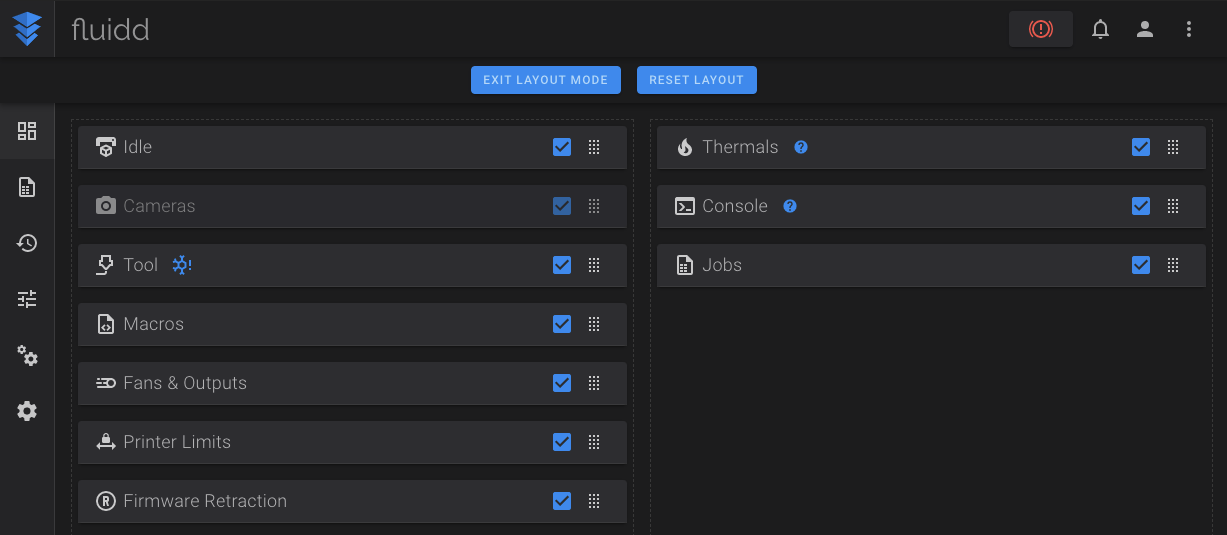 fluidd
EXIT LAYOUT MODE
RESET LAYOUT
Idle
Cameras
Tool
Macros
Fans & Outputs
Printer Limits
Firmware Retraction
Thermals
Console
Jobs